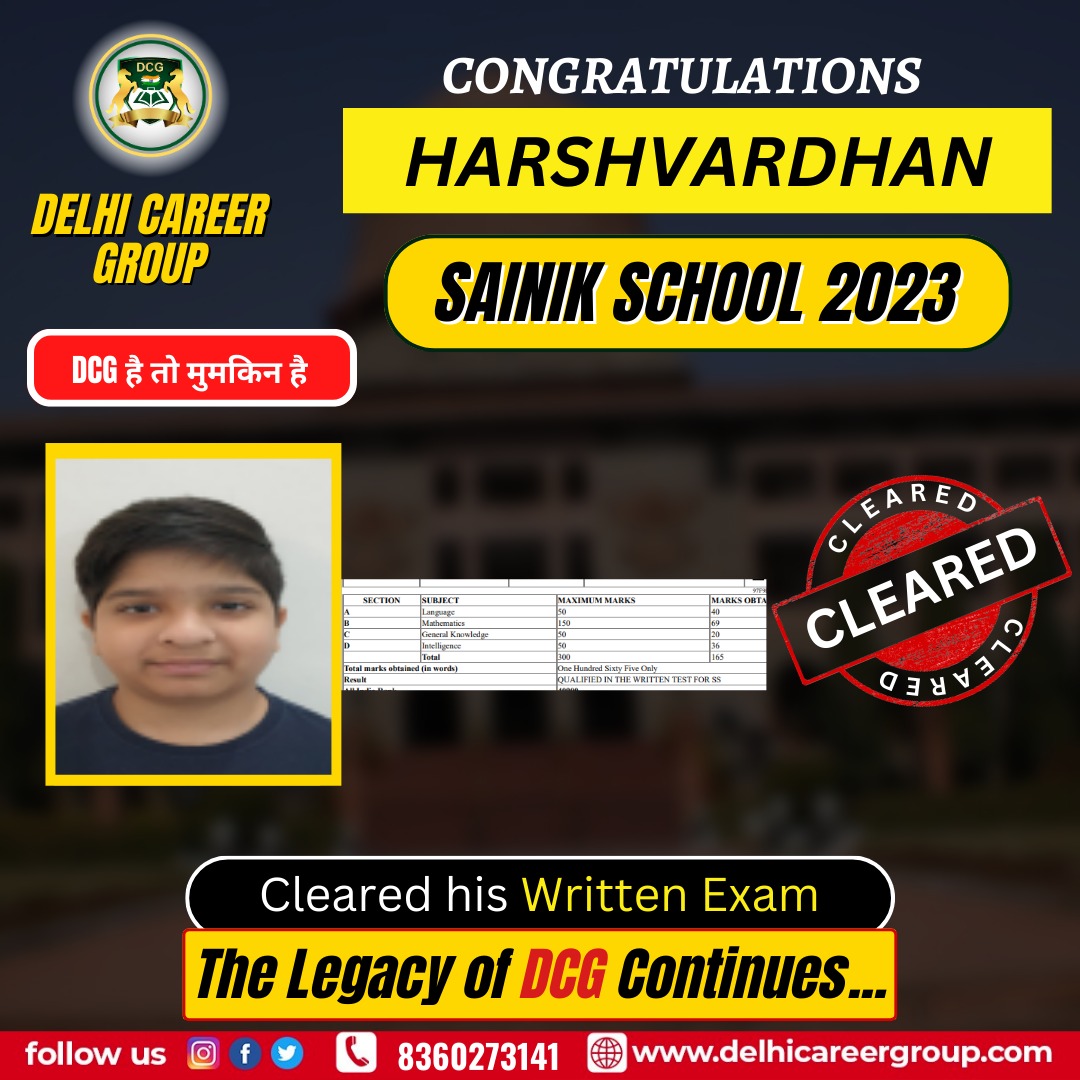 DCG
DELHI CAREER
GROUP
CONGRATULATIONS
HARSHVARDHAN
SAINIK SCHOOL 2023
DCG है तो मुमकिन है
SECTION SUBJECT MAXIMUM MARKS MARKS OBTA
A Language 50 40
B Mathematics 150 69
C General Knowledge 50 20
D Intelligence 50 36
Total 300 165
Total marks obtained (in words) One Hundred Sixty Five Only
Result QUALIFIED IN THE WRITTEN TEST FOR SS
CLEARED
CLEARED
CLEARED
Cleared his Written Exam
The Legacy of DCG Continues...
follow us 8360273141 www.delhicareergroup.com